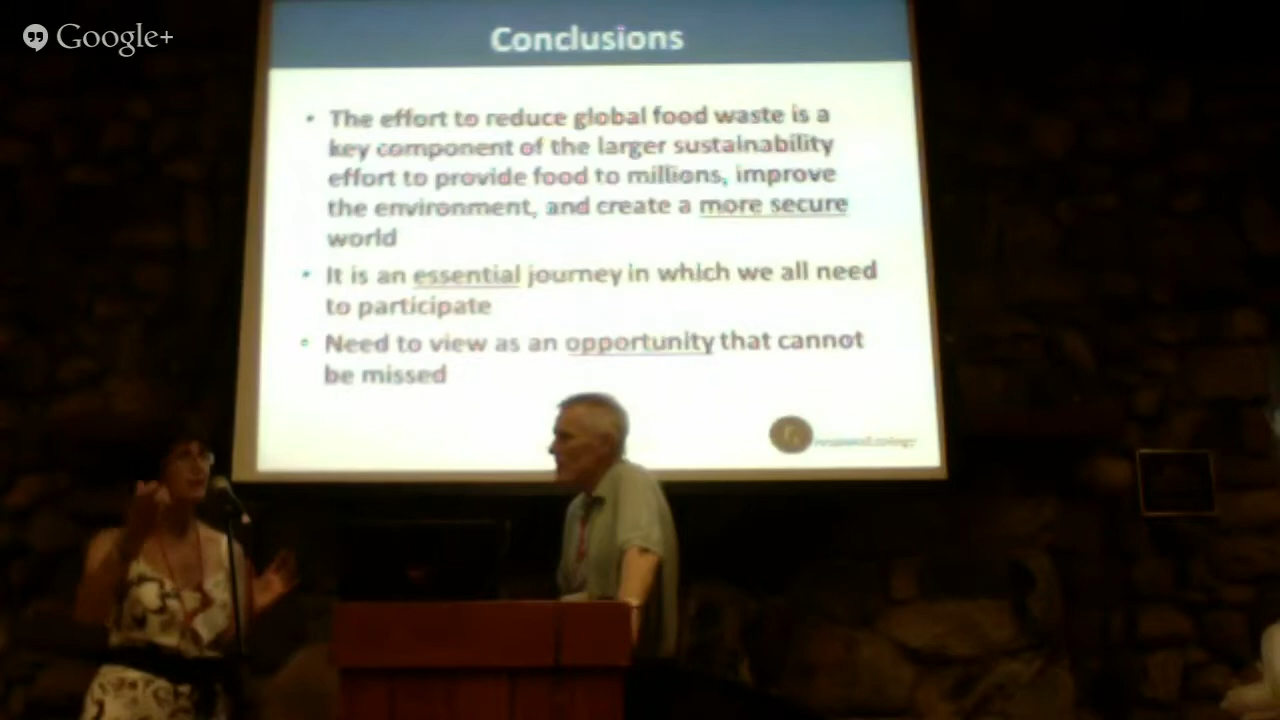 Google+
Conclusions
• The effort to reduce global food waste is a
key component of the larger sustainability
effort to provide food to millions, improve
the environment, and create a more secure
world
• It is an essential journey in which we all need
to participate
• Need to view as an opportunity that cannot
be missed